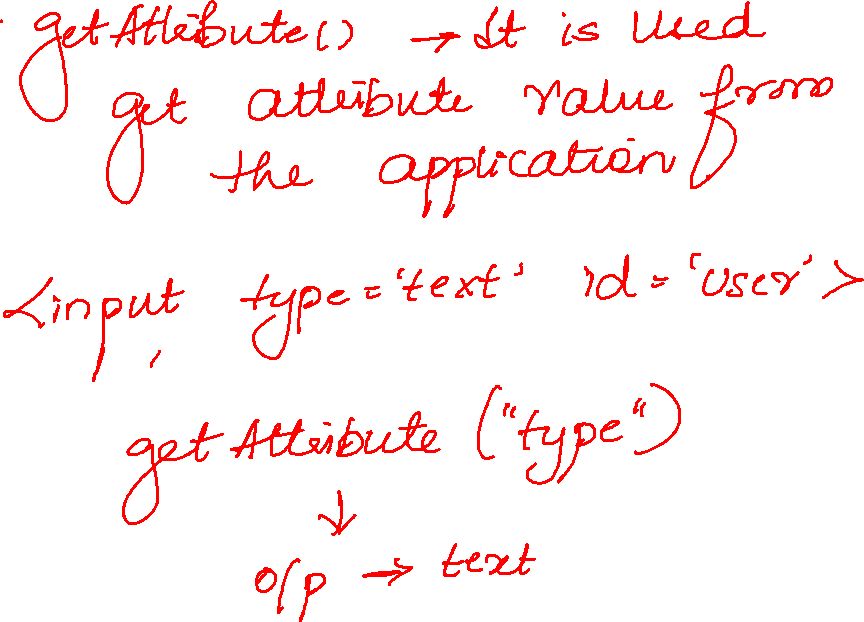 getAttribute() → It is used
get attribute value from
the application
<input type='text' id='user'>
getAttribute ("type")
↓
o/p → text